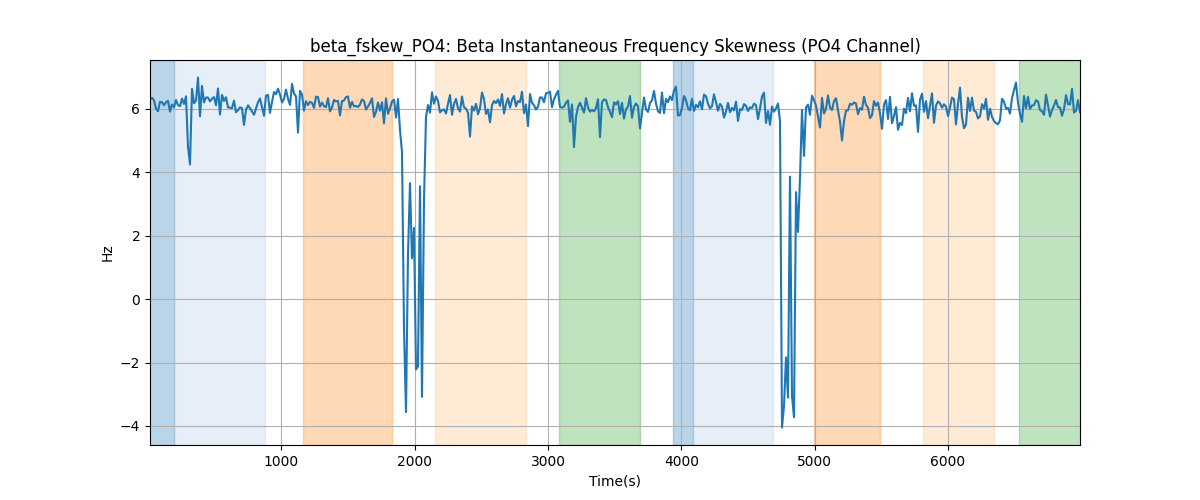 beta_fskew_PO4: Beta Instantaneous Frequency Skewness (PO4 Channel)
6
4
2
0
−2
−4
Hz
1000 2000 3000 4000 5000 6000
Time(s)